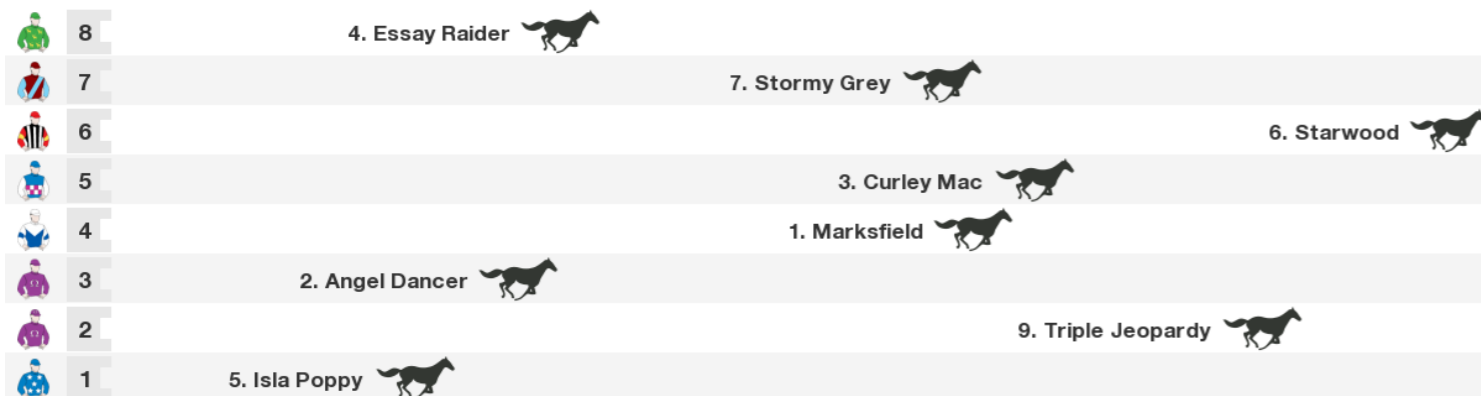 8 4. Essay Raider
7 7. Stormy Grey
6 6. Starwood
5 3. Curley Mac
4 1. Marksfield
3 2. Angel Dancer
2 9. Triple Jeopardy
1 5. Isla Poppy